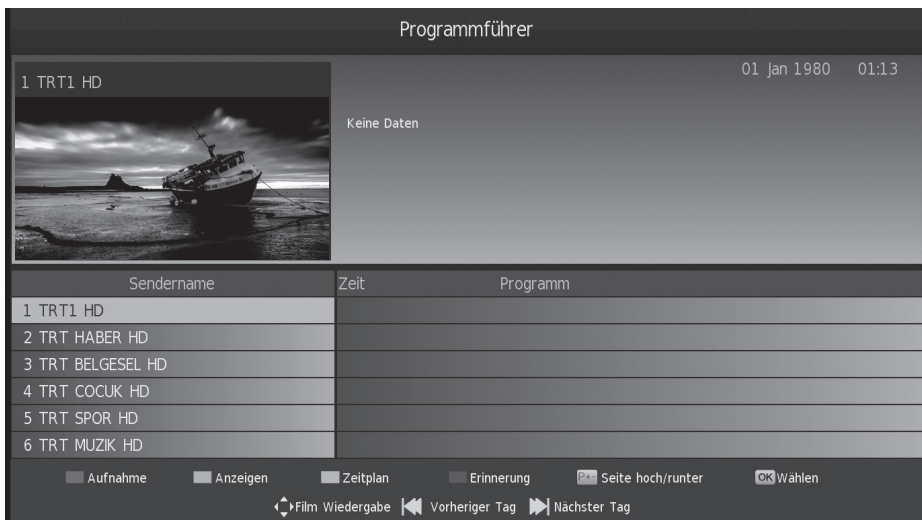 Programmführer
1 TRT1 HD
01 Jan 1980 01:13
Keine Daten
Sendername Zeit Programm
1 TRT1 HD
2 TRT HABER HD
3 TRT BELGESEL HD
4 TRT COCUK HD
5 TRT SPOR HD
6 TRT MUZIK HD
Aufnahme Anzeigen Zeitplan Erinnerung P+- Seite hoch/runter OK Wählen
Film Wiedergabe Vorheriger Tag Nächster Tag